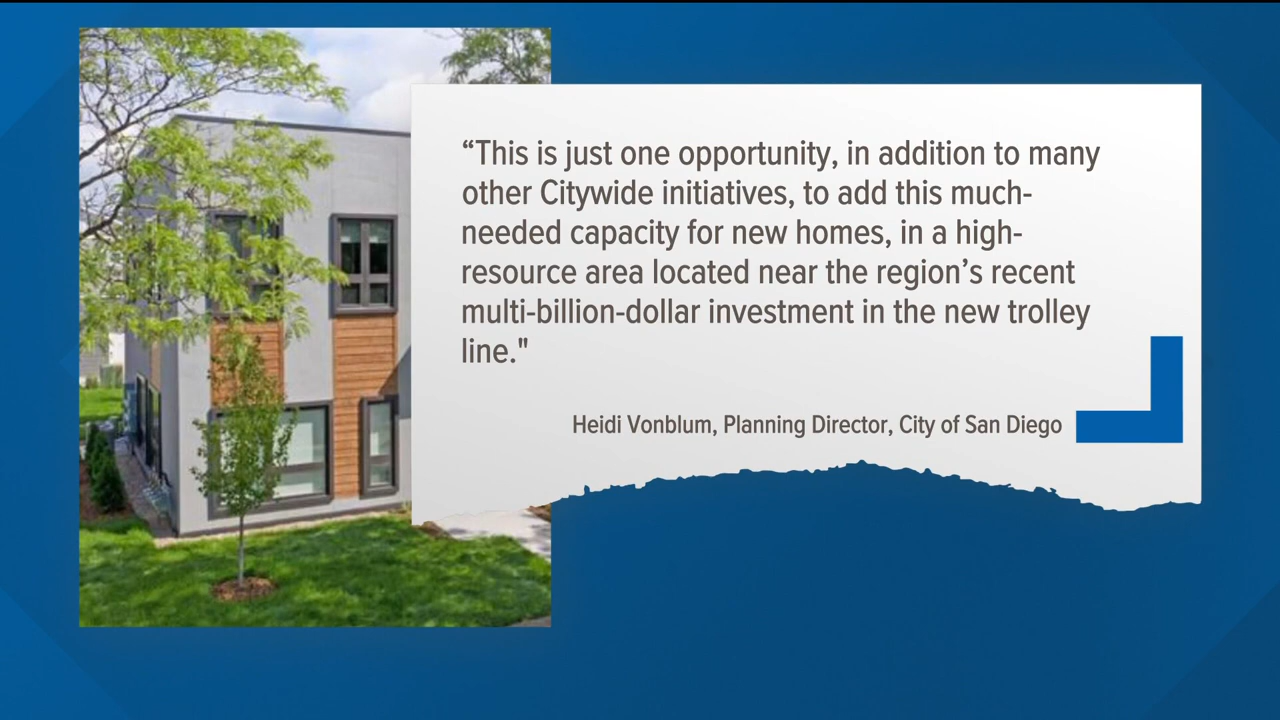 “This is just one opportunity, in addition to many
other Citywide initiatives, to add this much-
needed capacity for new homes, in a high-
resource area located near the region’s recent
multi-billion-dollar investment in the new trolley
line."
Heidi Vonblum, Planning Director, City of San Diego